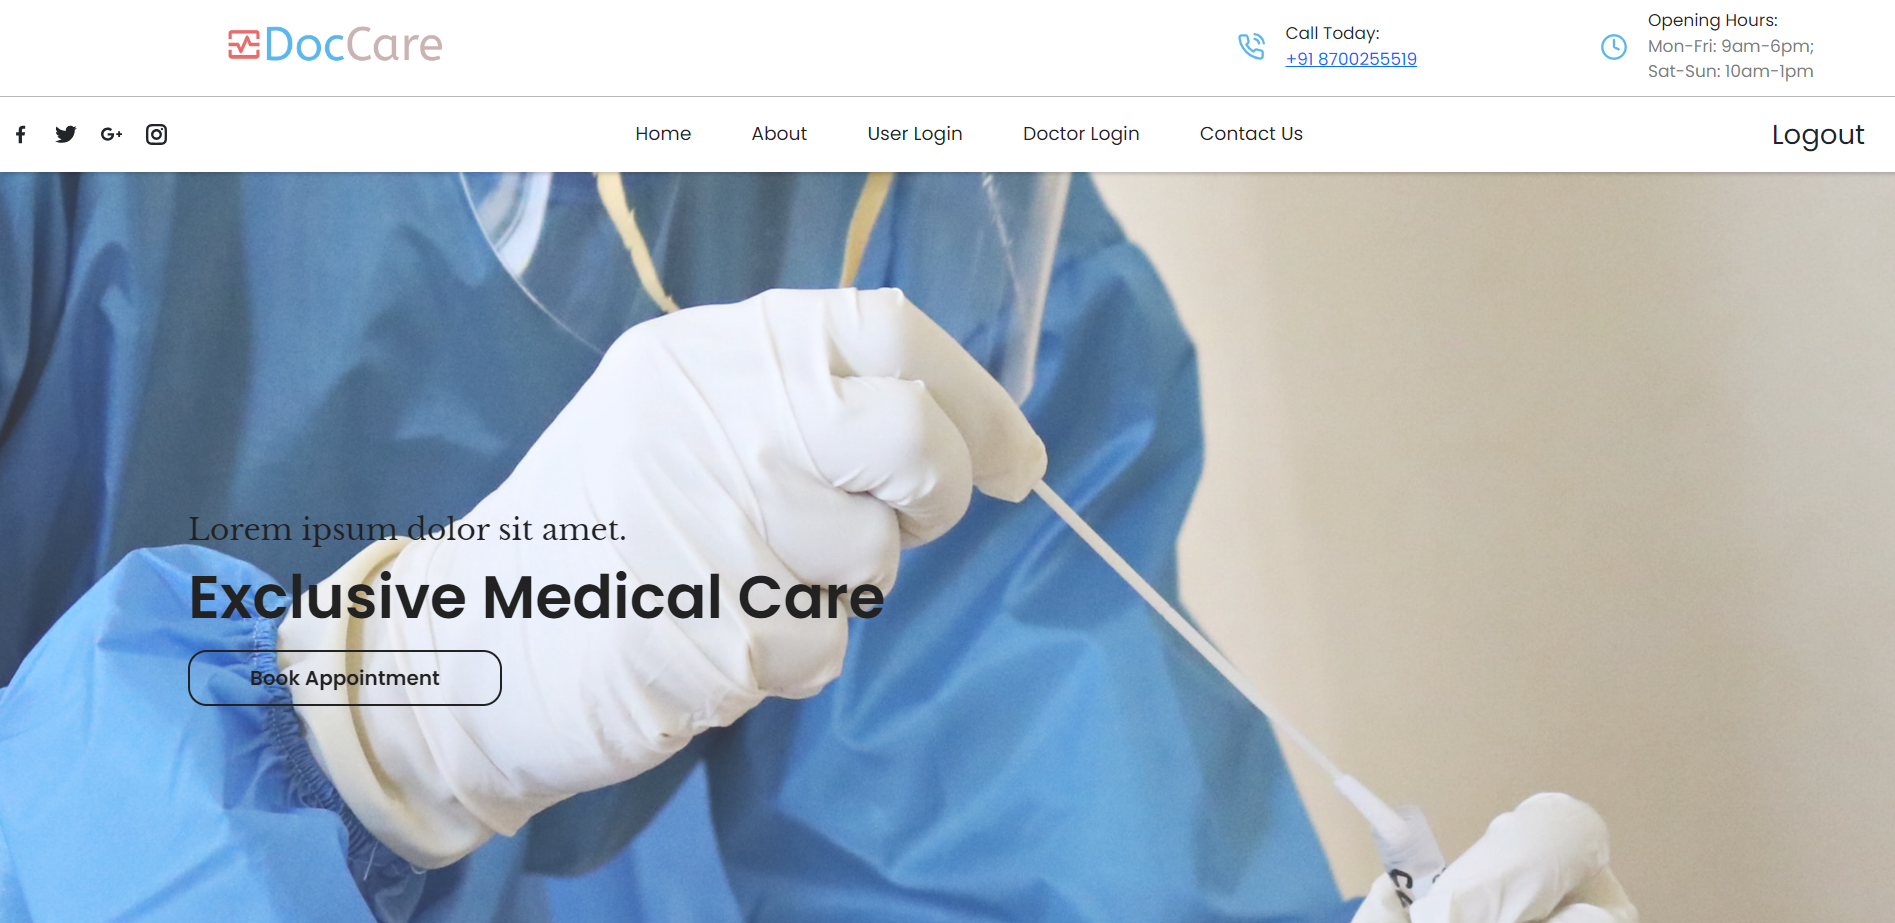 DocCare
Call Today:
+91 8700255519
Opening Hours:
Mon-Fri: 9am-6pm;
Sat-Sun: 10am-1pm
Home About User Login Doctor Login Contact Us Logout
Lorem ipsum dolor sit amet.
Exclusive Medical Care
Book Appointment